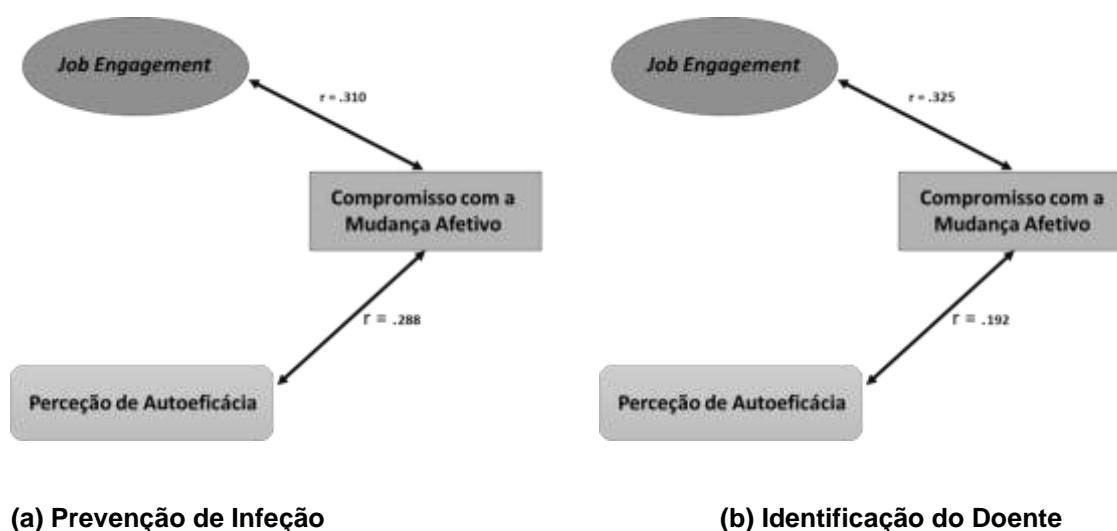 Job Engagement
r = .310
Compromisso com a
Mudança Afetivo
r = .288
Perceção de Autoeficácia
(a) Prevenção de Infeção
Job Engagement
r = .325
Compromisso com a
Mudança Afetivo
r = .192
Perceção de Autoeficácia
(b) Identificação do Doente